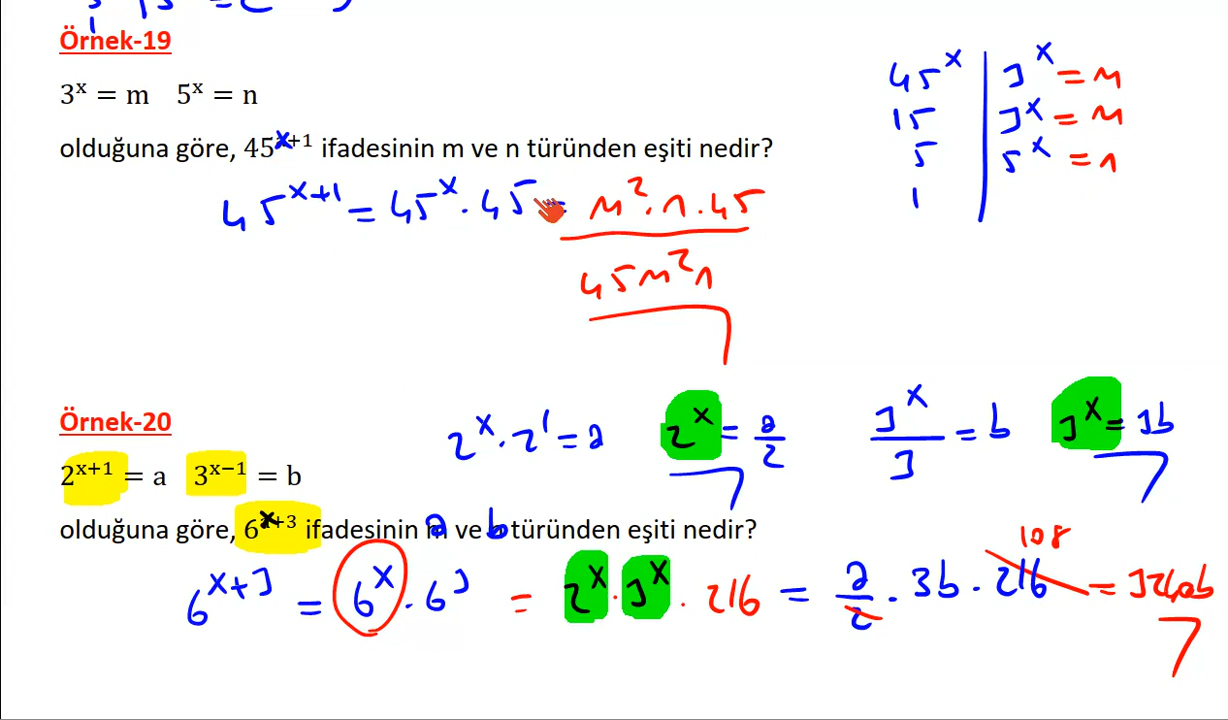 Örnek-19
3ˣ = m 5ˣ = n
olduğuna göre, 45ˣ⁺¹ ifadesinin m ve n türünden eşiti nedir?
45ˣ⁺¹ = 45ˣ . 45 = m² . n . 45
45m²n
45ˣ | 3ˣ = m
15 | 3ˣ = m
5 | 5ˣ = n
1
Örnek-20
2ˣ⁺¹ = a 3ˣ⁻¹ = b
2ˣ . 2¹ = a 2ˣ = a/2 3ˣ/3 = b 3ˣ = 3b
olduğuna göre, 6ˣ⁺³ ifadesinin a ve b türünden eşiti nedir?
6ˣ⁺³ = 6ˣ . 6³ = 2ˣ . 3ˣ . 216 = a/2 . 3b . 216 = 324ab
108